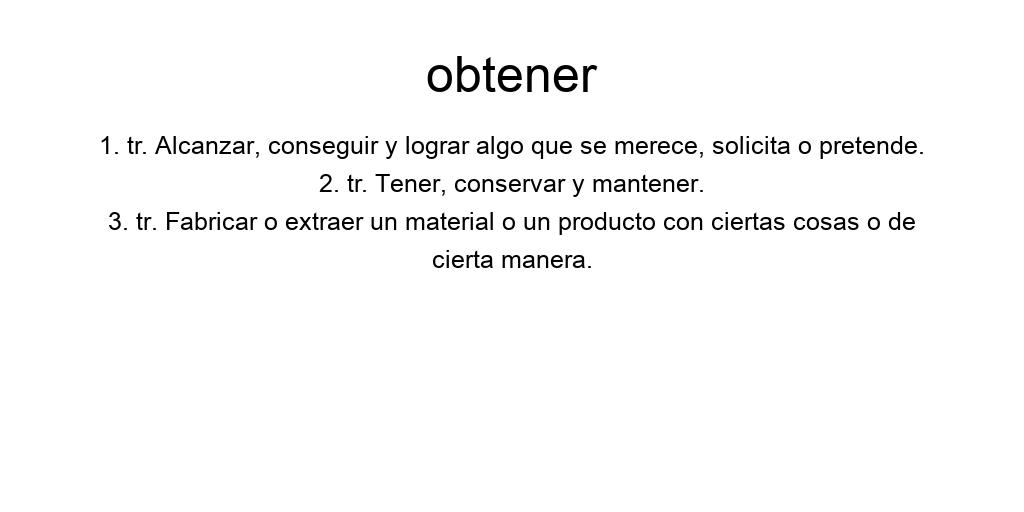 obtener
1. tr. Alcanzar, conseguir y lograr algo que se merece, solicita o pretende.
2. tr. Tener, conservar y mantener.
3. tr. Fabricar o extraer un material o un producto con ciertas cosas o de
cierta manera.